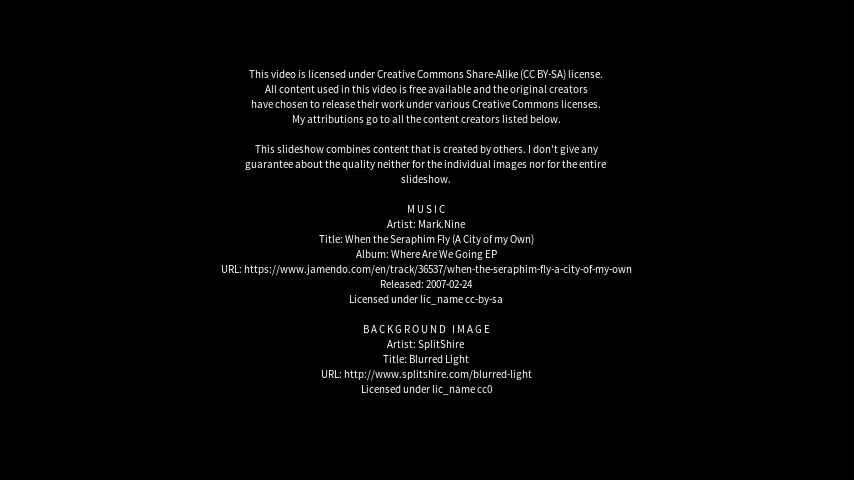 This video is licensed under Creative Commons Share-Alike (CC BY-SA) license.
All content used in this video is free available and the original creators
have chosen to release their work under various Creative Commons licenses.
My attributions go to all the content creators listed below.
This slideshow combines content that is created by others. I don't give any
guarantee about the quality neither for the individual images nor for the entire
slideshow.
MUSIC
Artist: Mark.Nine
Title: When the Seraphim Fly (A City of my Own)
Album: Where Are We Going EP
URL: https://www.jamendo.com/en/track/36537/when-the-seraphim-fly-a-city-of-my-own
Released: 2007-02-24
Licensed under lic_name cc-by-sa
BACKGROUND IMAGE
Artist: SplitShire
Title: Blurred Light
URL: http://www.splitshire.com/blurred-light
Licensed under lic_name cc0